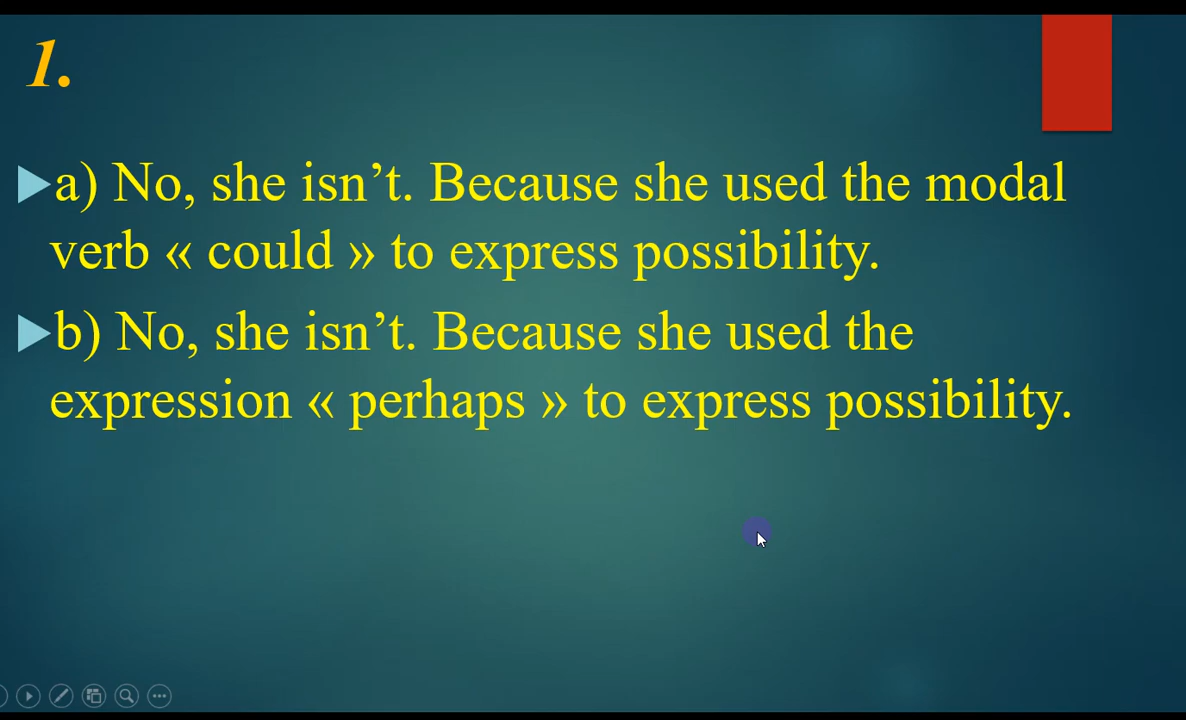 1.
a) No, she isn’t. Because she used the modal
verb « could » to express possibility.
b) No, she isn’t. Because she used the
expression « perhaps » to express possibility.